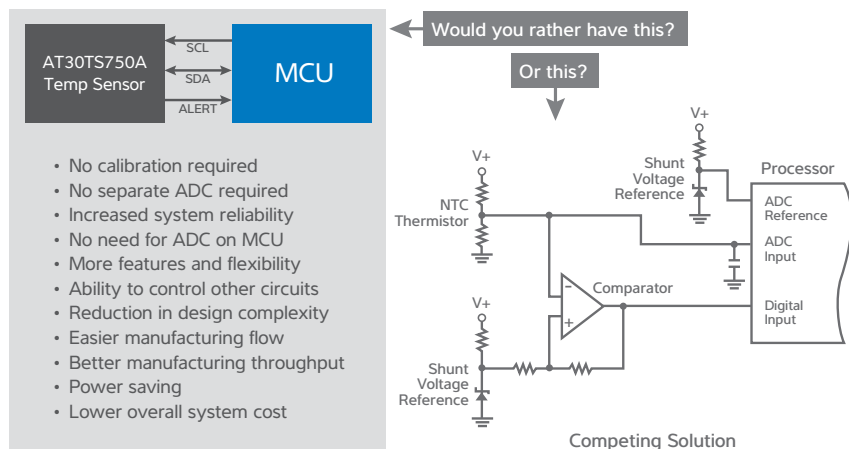 AT30TS750A
Temp Sensor
SCL
SDA
ALERT
MCU
Would you rather have this?
Or this?
• No calibration required
• No separate ADC required
• Increased system reliability
• No need for ADC on MCU
• More features and flexibility
• Ability to control other circuits
• Reduction in design complexity
• Easier manufacturing flow
• Better manufacturing throughput
• Power saving
• Lower overall system cost
V+
NTC
Thermistor
V+
Shunt
Voltage
Reference
Processor
ADC
Reference
ADC
Input
Digital
Input
-
+
Comparator
V+
Shunt
Voltage
Reference
Competing Solution